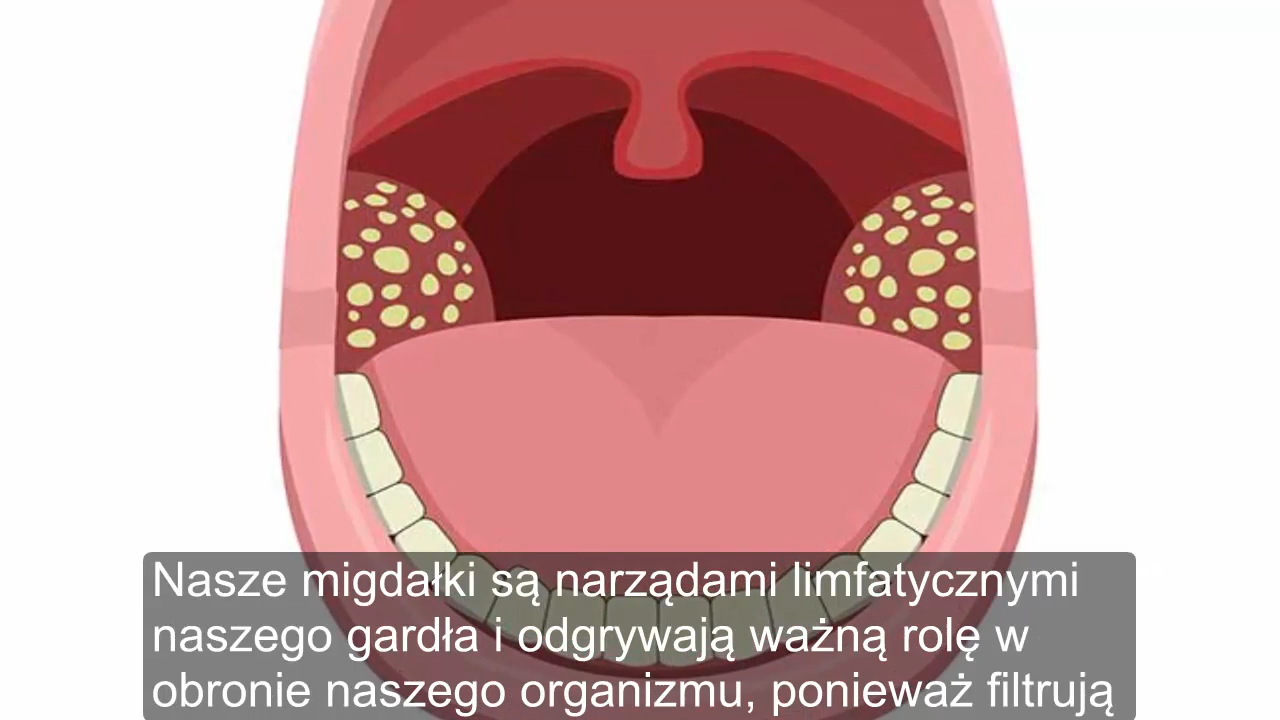 Nasze migdałki są narządami limfatycznymi
naszego gardła i odgrywają ważną rolę w
obronie naszego organizmu, ponieważ filtrują